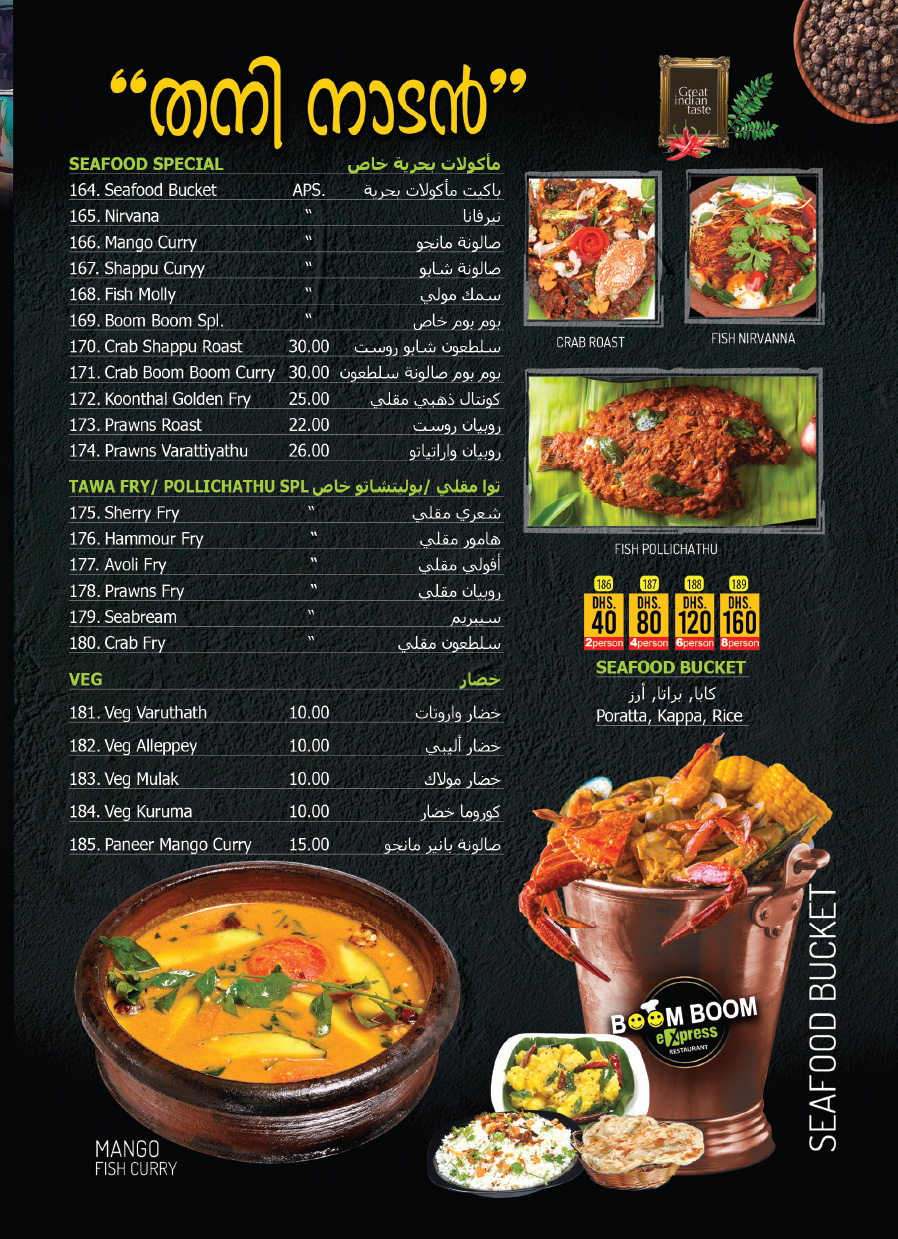 “തനി നാടൻ”
Great
indian
taste
SEAFOOD SPECIAL مأكولات بحرية خاص
164. Seafood Bucket APS. باكيت مأكولات بحرية
165. Nirvana " نيرفانا
166. Mango Curry " صالونة مانجو
167. Shappu Curyy " صالونة شابو
168. Fish Molly " سمك مولي
169. Boom Boom Spl. " بوم بوم خاص
170. Crab Shappu Roast 30.00 سلطعون شابو روست
171. Crab Boom Boom Curry 30.00 بوم بوم صالونة سلطعون
172. Koonthal Golden Fry 25.00 كونتال ذهبي مقلي
173. Prawns Roast 22.00 روبيان روست
174. Prawns Varattiyathu 26.00 روبيان واراتياتو
TAWA FRY/ POLLICHATHU SPL توا مقلي /بوليتشاتو خاص
175. Sherry Fry " شعري مقلي
176. Hammour Fry " هامور مقلي
177. Avoli Fry " أفولي مقلي
178. Prawns Fry " روبيان مقلي
179. Seabream " سيبريم
180. Crab Fry " سلطعون مقلي
VEG خضار
181. Veg Varuthath 10.00 خضار واروتات
182. Veg Alleppey 10.00 خضار أليبي
183. Veg Mulak 10.00 خضار مولاك
184. Veg Kuruma 10.00 كوروما خضار
185. Paneer Mango Curry 15.00 صالونة بانير مانجو
CRAB ROAST
FISH NIRVANNA
FISH POLLICHATHU
186 187 188 189
DHS. DHS. DHS. DHS.
40 80 120 160
2person 4person 6person 8person
SEAFOOD BUCKET
كابا, براتا, أرز
Poratta, Kappa, Rice
SEAFOOD BUCKET
BOOM BOOM
eXpress
RESTAURANT
MANGO
FISH CURRY